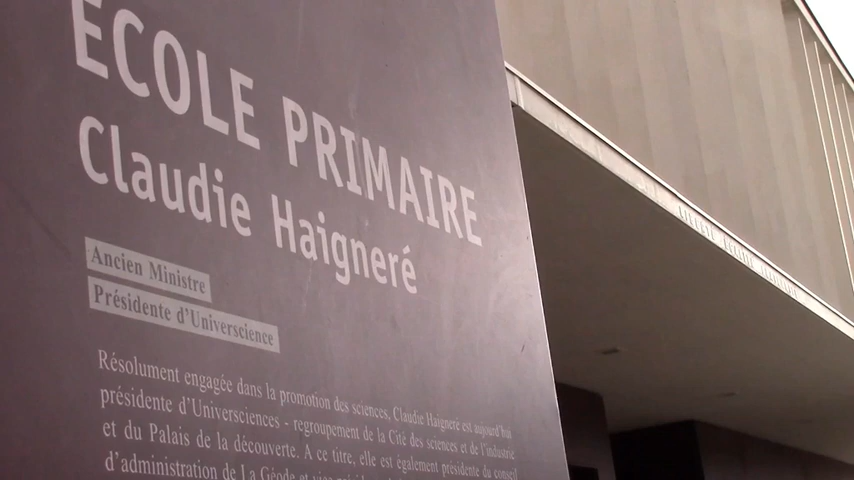 ÉCOLE PRIMAIRE
Claudie Haigneré
Ancien Ministre
Présidente d'Universcience
Résolument engagée dans la promotion des sciences, Claudie Haigneré est aujourd'hui
présidente d'Universciences - regroupement de la Cité des sciences et de l'industrie
et du Palais de la découverte. A ce titre, elle est également présidente du conseil
d'administration de La Géode et